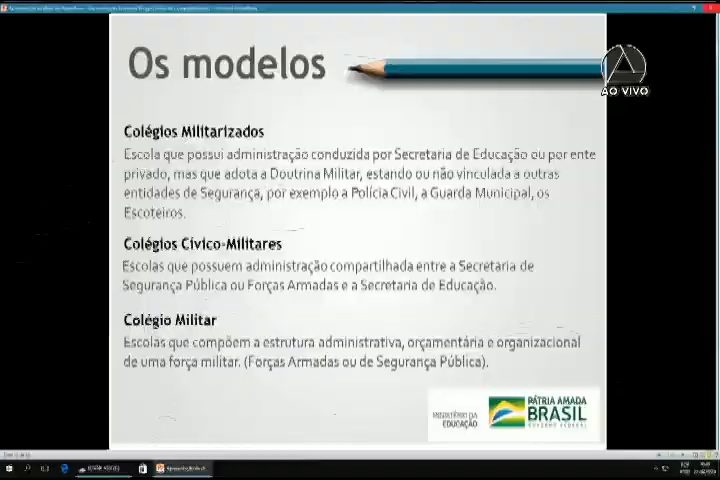 Os modelos
AO VIVO
Colégios Militarizados
Escola que possui administração conduzida por Secretaria de Educação ou por ente
privado, mas que adota a Doutrina Militar, estando ou não vinculada a outras
entidades de Segurança, por exemplo a Polícia Civil, a Guarda Municipal, os
Escoteiros.
Colégios Cívico-Militares
Escolas que possuem administração compartilhada entre a Secretaria de
Segurança Pública ou Forças Armadas e a Secretaria de Educação.
Colégio Militar
Escolas que compõem a estrutura administrativa, orçamentária e organizacional
de uma força militar. (Forças Armadas ou de Segurança Pública).
MINISTÉRIO DA
EDUCAÇÃO
PÁTRIA AMADA
BRASIL
GOVERNO FEDERAL